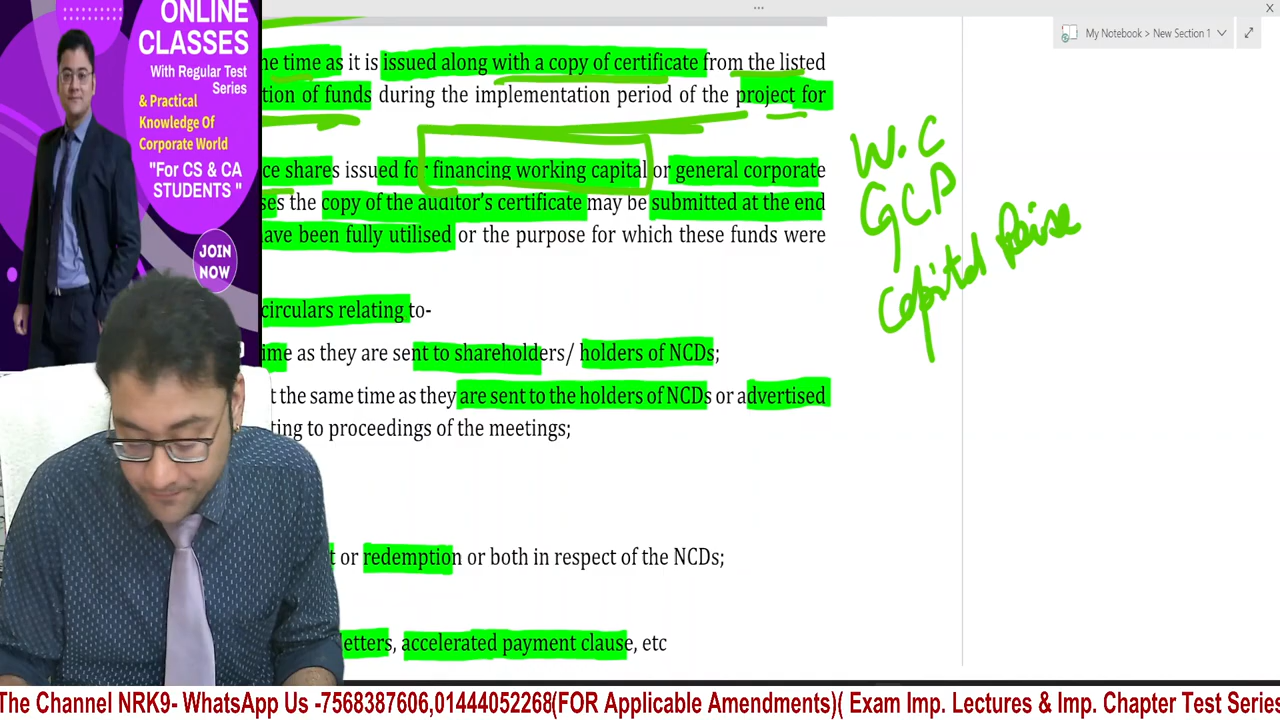 ONLINE
CLASSES
With Regular Test
Series
& Practical
Knowledge Of
Corporate World
"For CS & CA
STUDENTS "
JOIN
NOW
My Notebook > New Section 1
time as it is issued along with a copy of certificate from the listed
tion of funds during the implementation period of the project for
ce shares issued for financing working capital or general corporate
es the copy of the auditor's certificate may be submitted at the end
ave been fully utilised or the purpose for which these funds were
circulars relating to-
ime as they are sent to shareholders/ holders of NCDs;
t the same time as they are sent to the holders of NCDs or advertised
ting to proceedings of the meetings;
t or redemption or both in respect of the NCDs;
etters, accelerated payment clause, etc
W.C
GCP
Capital Raise
The Channel NRK9- WhatsApp Us -7568387606,01444052268(FOR Applicable Amendments)( Exam Imp. Lectures & Imp. Chapter Test Series